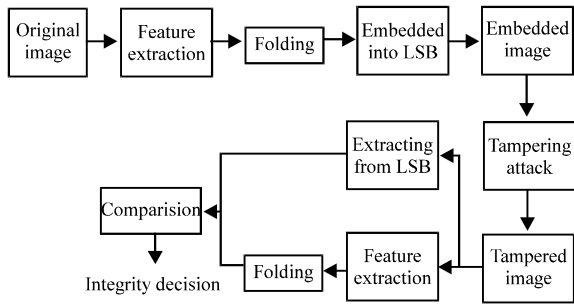 Original
image
Feature
extraction
Folding
Embedded
into LSB
Embedded
image
Tampering
attack
Extracting
from LSB
Comparision
Integrity decision
Folding
Feature
extraction
Tampered
image